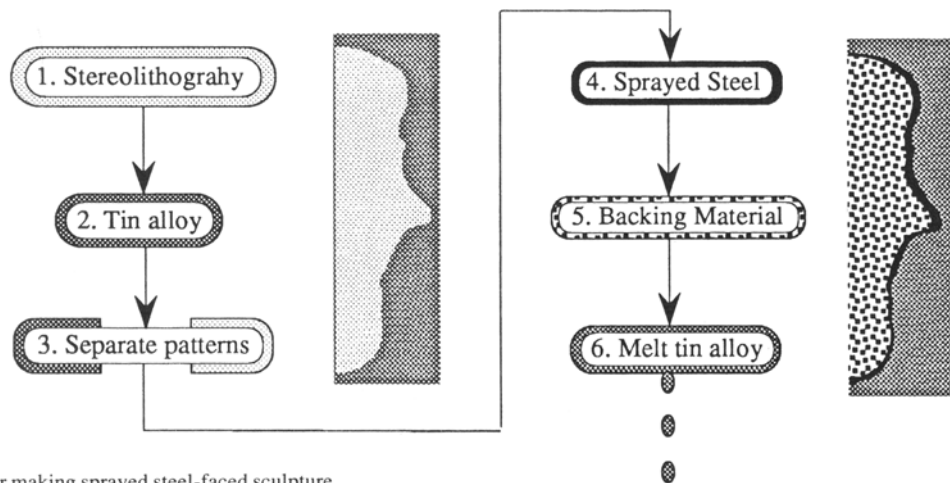 1. Stereolithograhy
2. Tin alloy
3. Separate patterns
4. Sprayed Steel
5. Backing Material
6. Melt tin alloy
making sprayed steel-faced sculpture